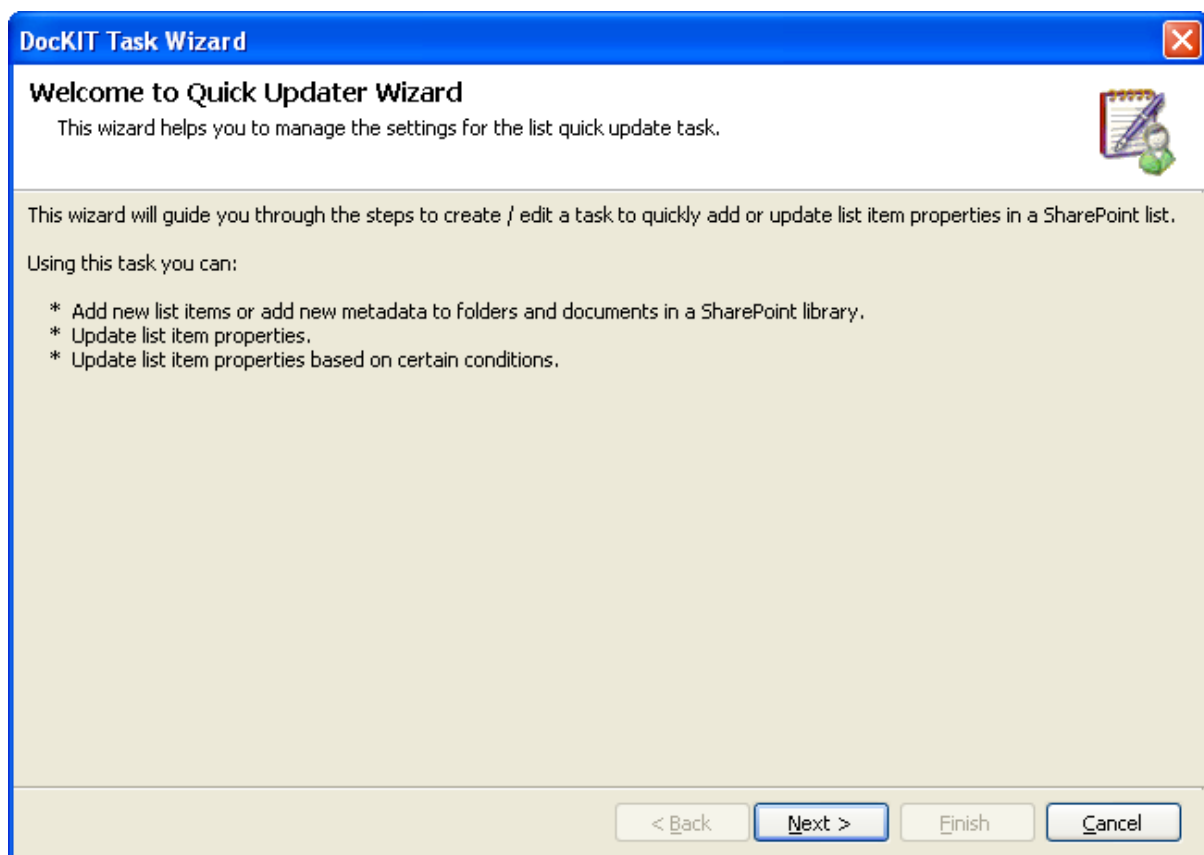 DocKIT Task Wizard
Welcome to Quick Updater Wizard
This wizard helps you to manage the settings for the list quick update task.
This wizard will guide you through the steps to create / edit a task to quickly add or update list item properties in a SharePoint list.
Using this task you can:
* Add new list items or add new metadata to folders and documents in a SharePoint library.
* Update list item properties.
* Update list item properties based on certain conditions.
< Back Next > Finish Cancel